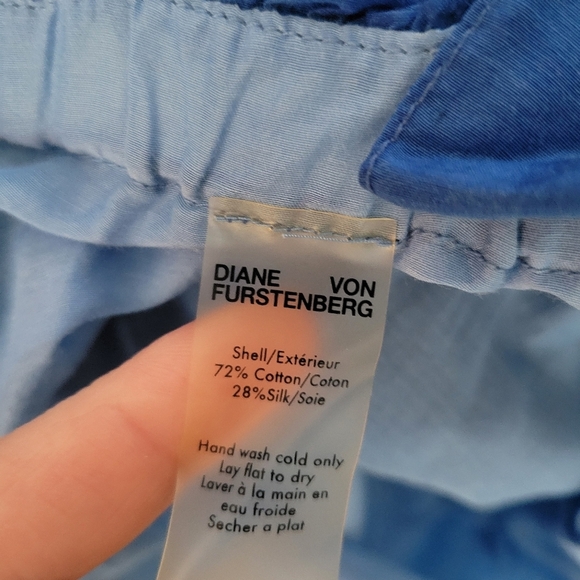 DIANE VON
FURSTENBERG
Shell/Extérieur
72% Cotton/Coton
28%Silk/Soie
Hand wash cold only
Lay flat to dry
Laver à la main en
eau froide
Secher a plat